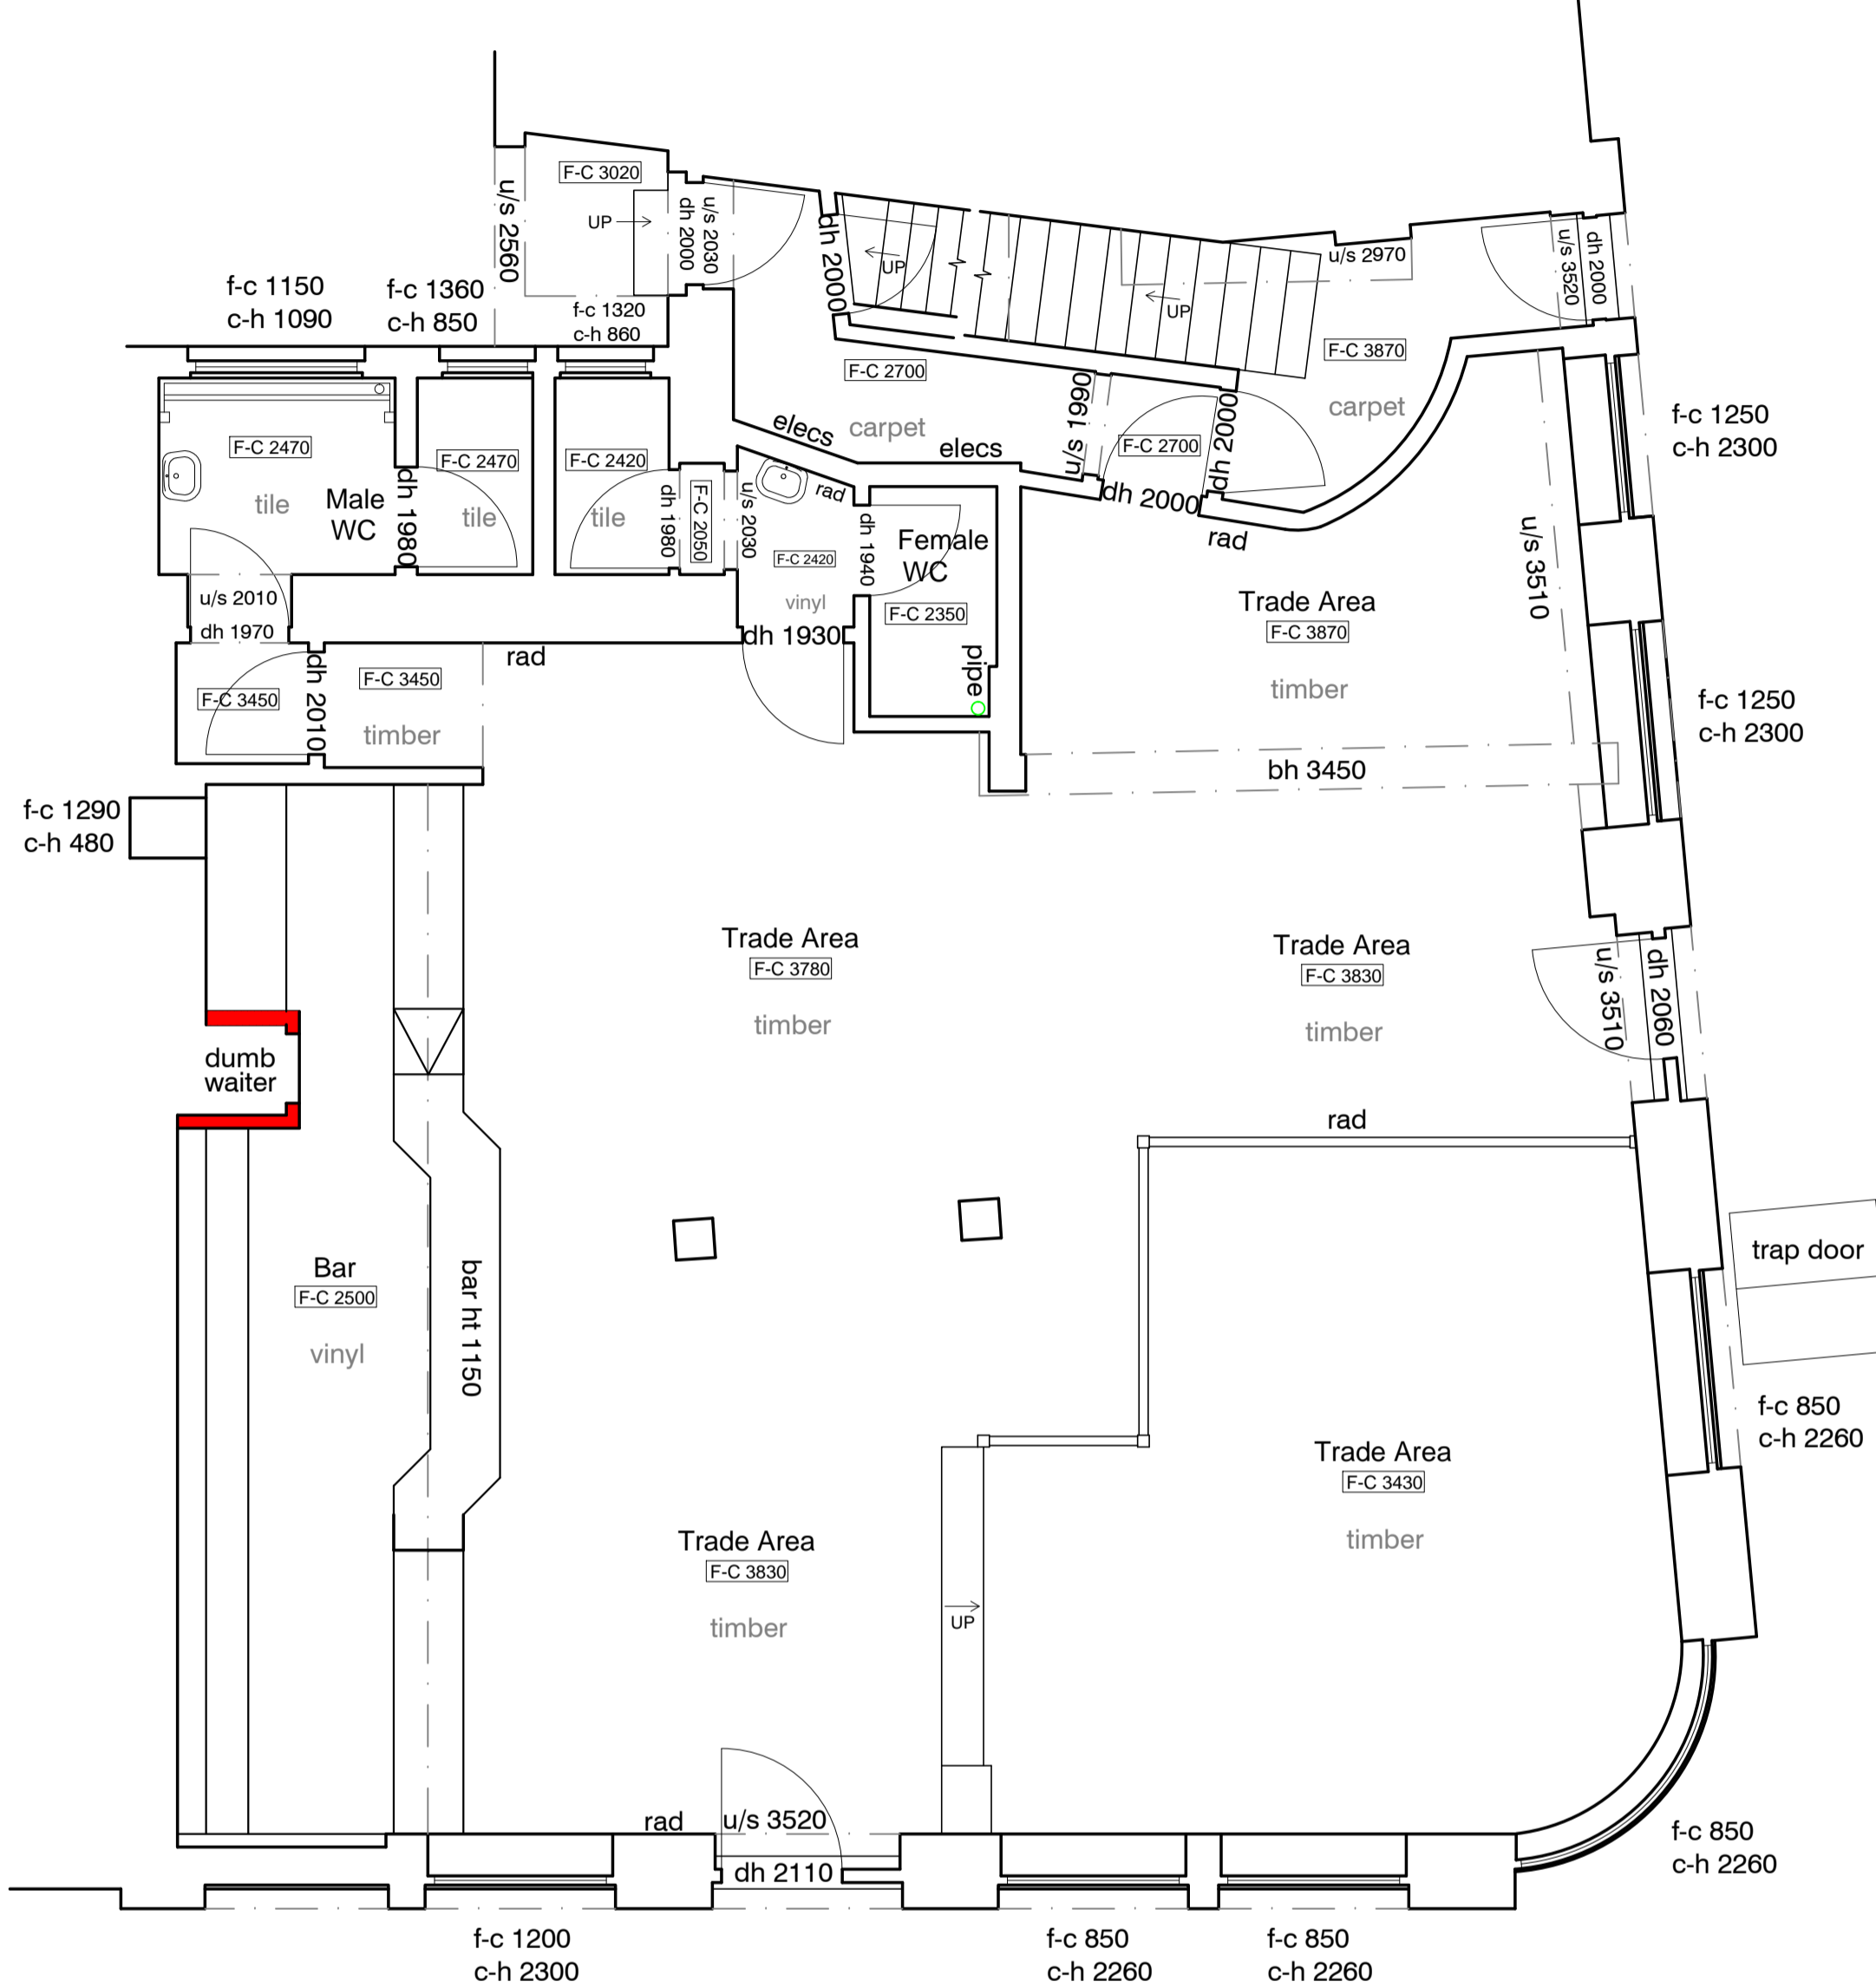 F-C 3020
UP
u/s 2560
dh 2000
u/s 2030
dh 2000
UP
UP
u/s 2970
u/s 3520
dh 2000
f-c 1150
c-h 1090
f-c 1360
c-h 850
f-c 1320
c-h 860
F-C 2700
carpet
F-C 3870
carpet
elecs
elecs
u/s 1990
F-C 2700
dh 2000
dh 2000
rad
f-c 1250
c-h 2300
F-C 2470
tile
Male
WC
dh 1980
F-C 2470
tile
F-C 2420
tile
dh 1980
F-C 2050
u/s 2030
rad
F-C 2420
vinyl
dh 1940
Female
WC
F-C 2350
pipe
u/s 2010
dh 1970
dh 1930
rad
F-C 3450
dh 2010
F-C 3450
timber
Trade Area
F-C 3870
timber
u/s 3510
f-c 1250
c-h 2300
bh 3450
f-c 1290
c-h 480
Trade Area
F-C 3780
timber
Trade Area
F-C 3830
timber
u/s 3510
dh 2060
dumb
waiter
rad
trap door
Bar
F-C 2500
vinyl
bar ht 1150
f-c 850
c-h 2260
Trade Area
F-C 3430
timber
Trade Area
F-C 3830
timber
UP
rad
u/s 3520
dh 2110
f-c 850
c-h 2260
f-c 1200
c-h 2300
f-c 850
c-h 2260
f-c 850
c-h 2260